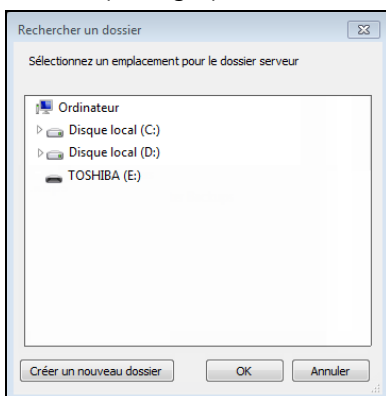 Rechercher un dossier
Sélectionnez un emplacement pour le dossier serveur
Ordinateur
Disque local (C:)
Disque local (D:)
TOSHIBA (E:)
Créer un nouveau dossier OK Annuler